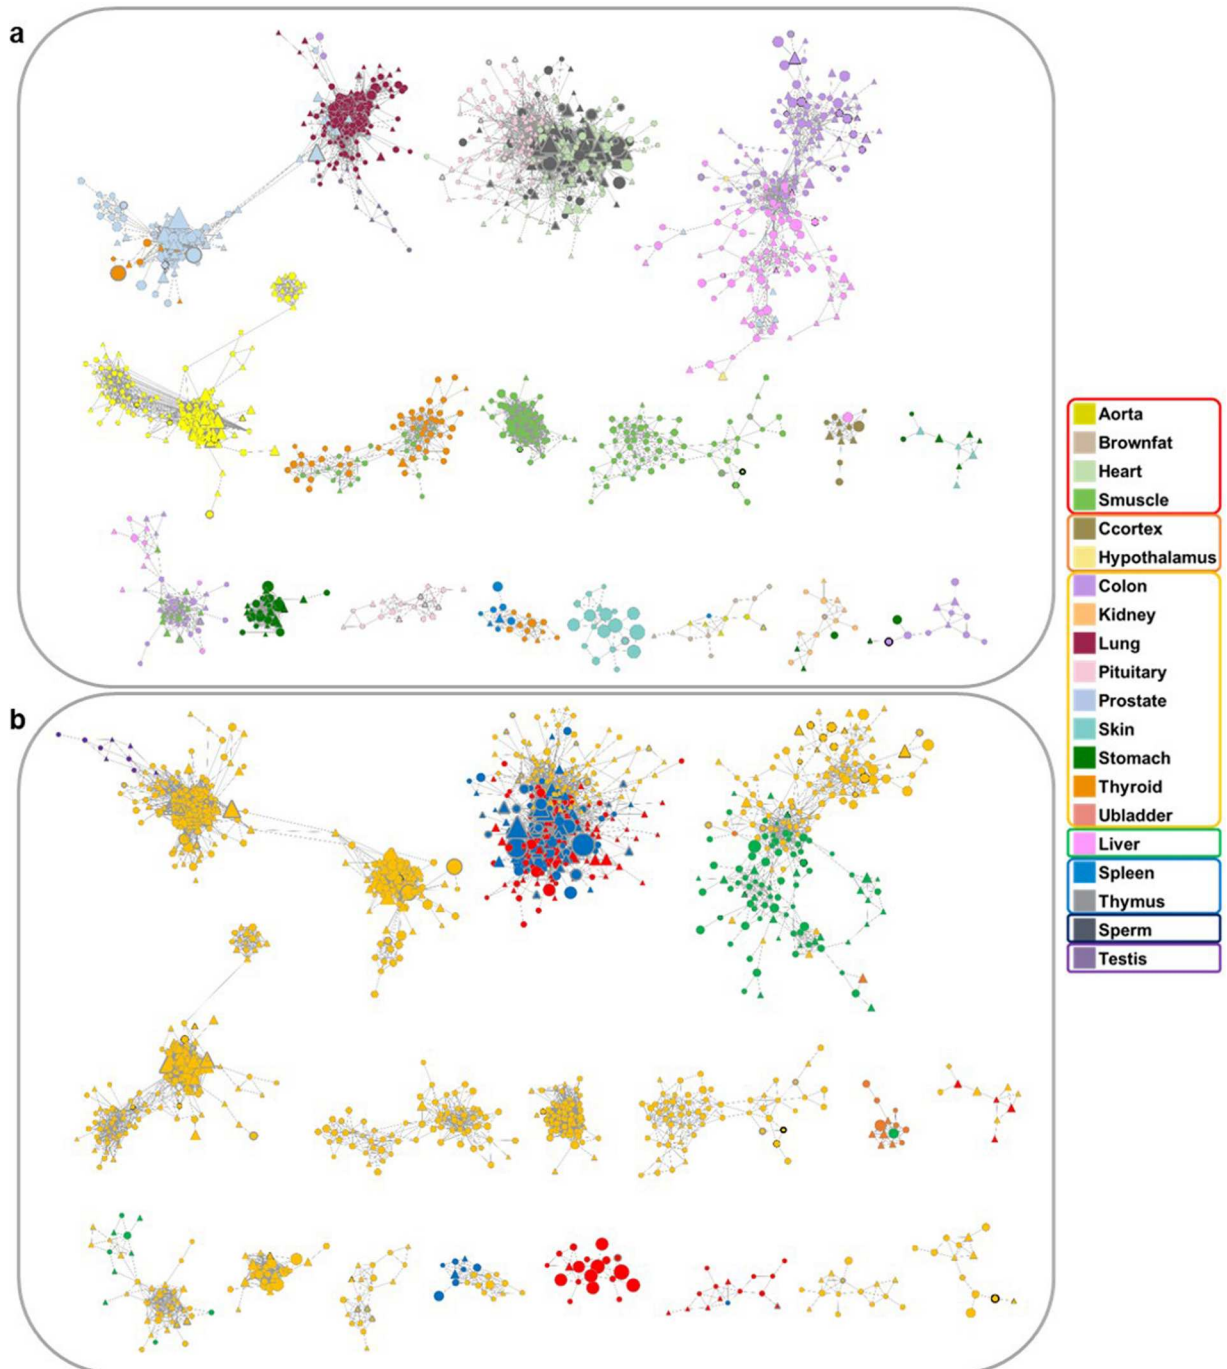 a
b
Aorta
Brownfat
Heart
Smuscle
Ccortex
Hypothalamus
Colon
Kidney
Lung
Pituitary
Prostate
Skin
Stomach
Thyroid
Ubladder
Liver
Spleen
Thymus
Sperm
Testis